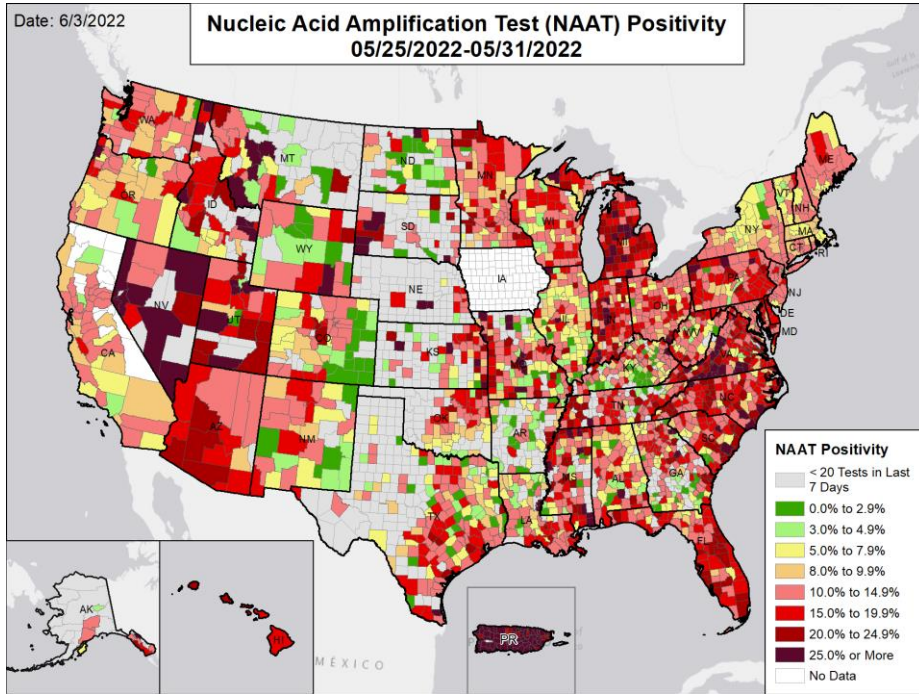 Date: 6/3/2022
Nucleic Acid Amplification Test (NAAT) Positivity
05/25/2022-05/31/2022
WA
MT
ND
MN
ME
OR
ID
WY
SD
WI
MI
VT
NH
NY
MA
CT
RI
NV
UT
CO
NE
IA
IL
OH
PA
NJ
DE
MD
CA
KS
KY
WV
VA
AZ
NM
OK
AR
TN
NC
SC
MS
AL
GA
LA
FL
AK
HI
PR
MÉXICO
NAAT Positivity
< 20 Tests in Last
7 Days
0.0% to 2.9%
3.0% to 4.9%
5.0% to 7.9%
8.0% to 9.9%
10.0% to 14.9%
15.0% to 19.9%
20.0% to 24.9%
25.0% or More
No Data